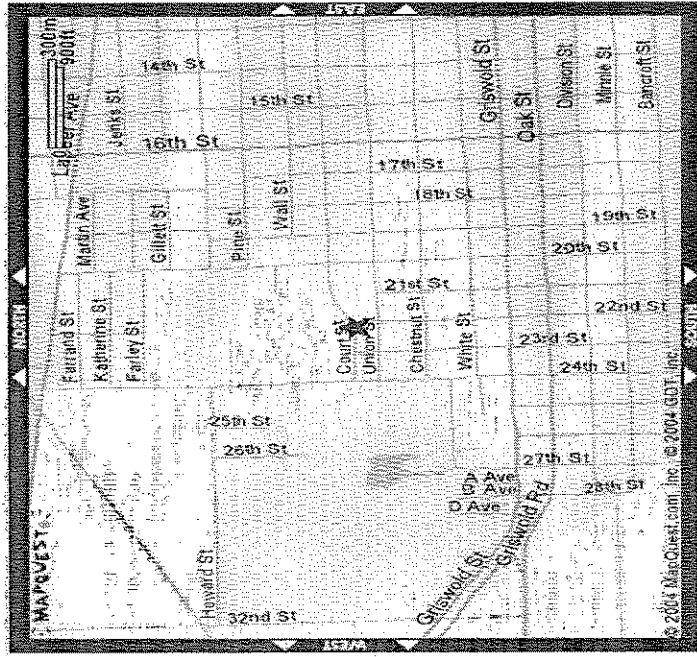 NORTH
MAPQUEST
300m
900ft
Lapeer Ave
Farrand St
Martin Ave
Jenks St
Katherine St
14th St
Farley St
Gillett St
16th St
Howard St
25th St
Pine St
15th St
26th St
Wall St
32nd St
WEST
EAST
Court St
Union St
17th St
21st St
18th St
Chestnut St
White St
D Ave
Griswold St
Griswold St
Griswold Rd
Oak St
23rd St
27th St
20th St
Division St
24th St
28th St
19th St
Minnie St
22nd St
Bancroft St
© 2004 MapQuest.com, Inc. © 2004 GDT, Inc.
SOUTH